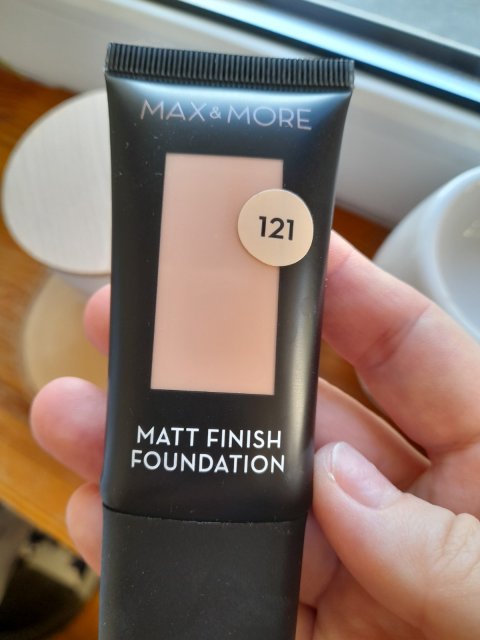 MAX & MORE
121
MATT FINISH
FOUNDATION